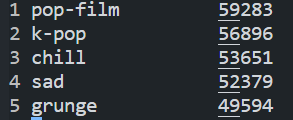 1 pop-film 59283
2 k-pop 56896
3 chill 53651
4 sad 52379
5 grunge 49594